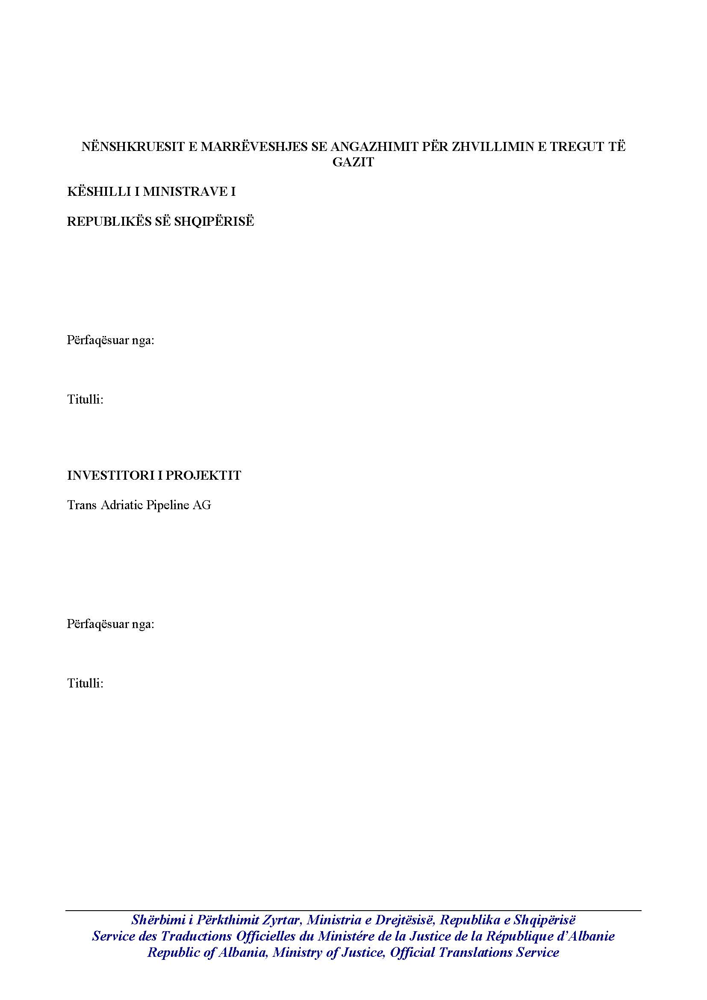 NËNSHKRUESIT E MARRËVESHJES SE ANGAZHIMIT PËR ZHVILLIMIN E TREGUT TË
GAZIT
KËSHILLI I MINISTRAVE I
REPUBLIKËS SË SHQIPËRISË
Përfaqësuar nga:
Titulli:
INVESTITORI I PROJEKTIT
Trans Adriatic Pipeline AG
Përfaqësuar nga:
Titulli:
Shërbimi i Përkthimit Zyrtar, Ministria e Drejtësisë, Republika e Shqipërisë
Service des Traductions Officielles du Ministére de la Justice de la République d’Albanie
Republic of Albania, Ministry of Justice, Official Translations Service